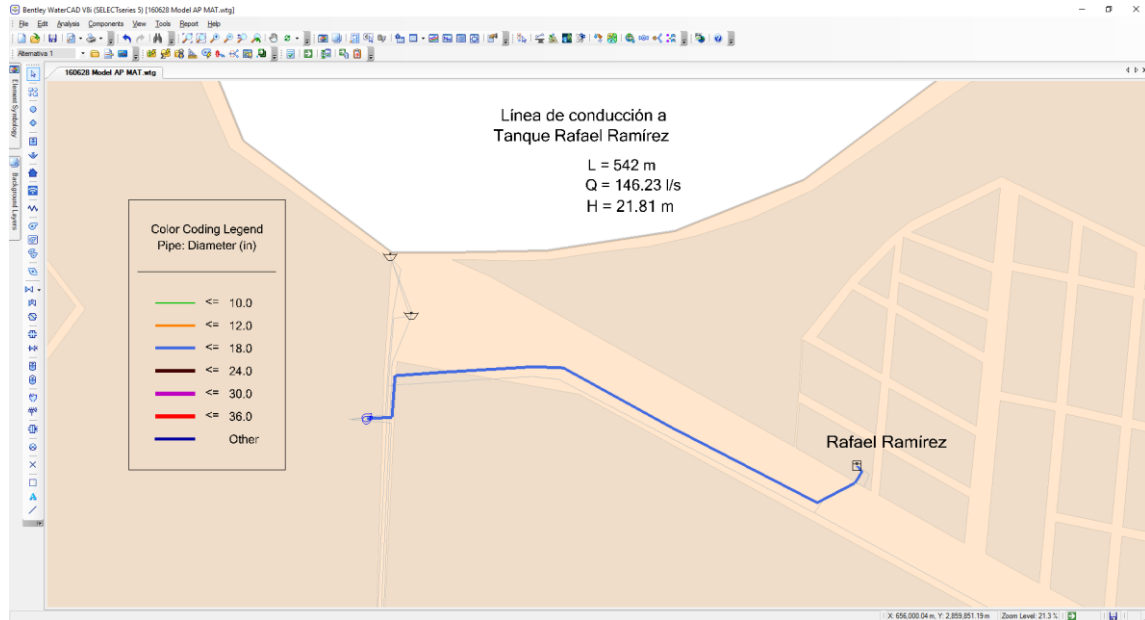 Bentley WaterCAD V8i (SELECTseries 5) [160628 Model AP MAT.wtg]
File Edit Analysis Components View Tools Report Help
Alternativa 1
160628 Model AP MAT.wtg
Element Symbology
Background Layers
Línea de conducción a
Tanque Rafael Ramírez
L = 542 m
Q = 146.23 l/s
H = 21.81 m
Color Coding Legend
Pipe: Diameter (in)
<= 10.0
<= 12.0
<= 18.0
<= 24.0
<= 30.0
<= 36.0
Other
Rafael Ramírez
X: 656,000.04 m, Y: 2,859,851.19 m Zoom Level: 21.3 %